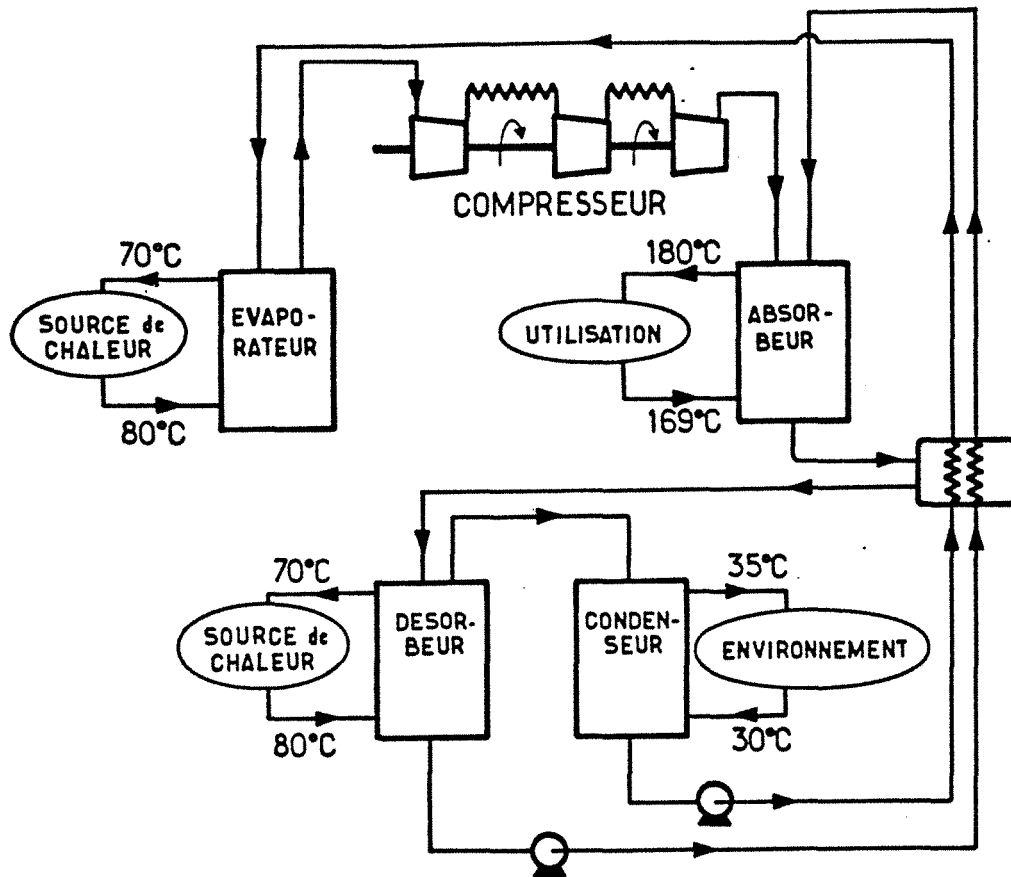 COMPRESSEUR
70°C
SOURCE de
CHALEUR
80°C
EVAPO-
RATEUR
180°C
UTILISATION
169°C
ABSOR-
BEUR
70°C
SOURCE de
CHALEUR
80°C
DESOR-
BEUR
CONDEN-
SEUR
35°C
ENVIRONNEMENT
30°C